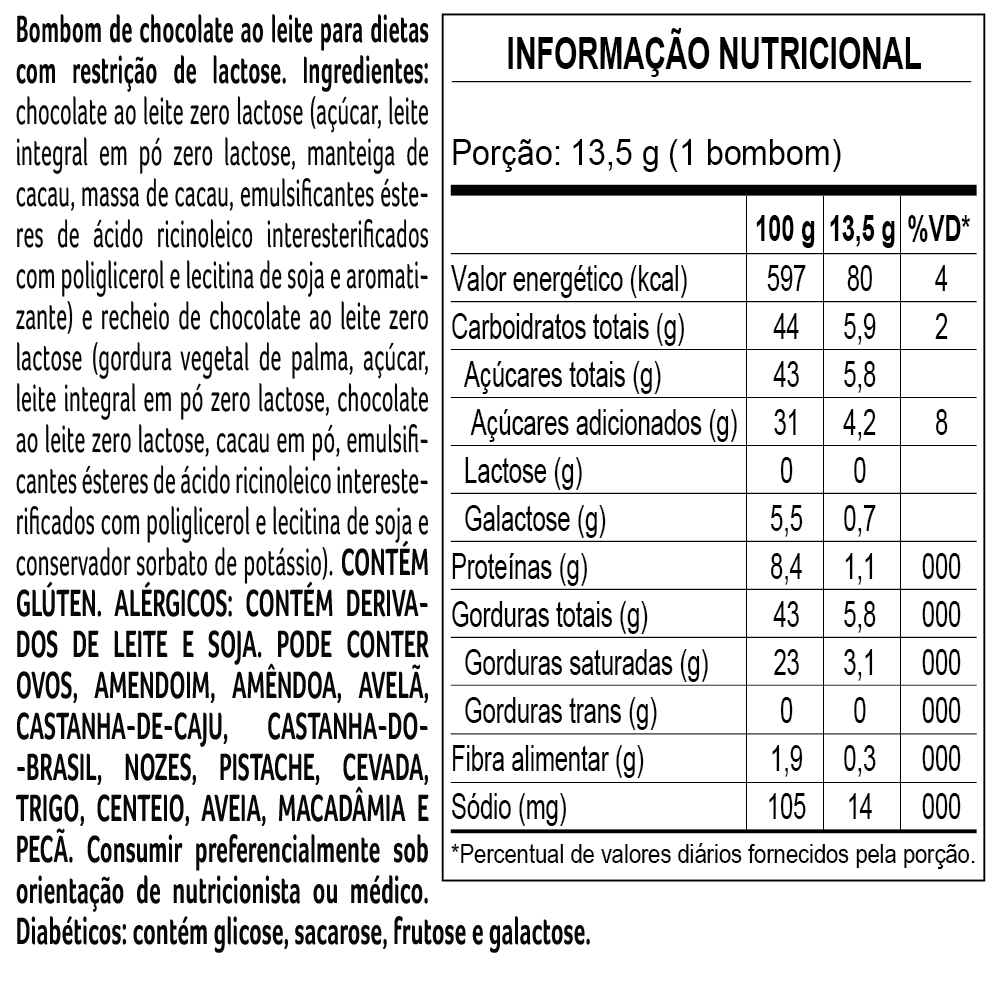 Bombom de chocolate ao leite para dietas
com restrição de lactose. Ingredientes:
chocolate ao leite zero lactose (açúcar, leite
integral em pó zero lactose, manteiga de
cacau, massa de cacau, emulsificantes éste-
res de ácido ricinoleico interesterificados
com poliglicerol e lecitina de soja e aromati-
zante) e recheio de chocolate ao leite zero
lactose (gordura vegetal de palma, açúcar,
leite integral em pó zero lactose, chocolate
ao leite zero lactose, cacau em pó, emulsifi-
cantes ésteres de ácido ricinoleico intereste-
rificados com poliglicerol e lecitina de soja e
conservador sorbato de potássio). CONTÉM
GLÚTEN. ALÉRGICOS: CONTÉM DERIVA-
DOS DE LEITE E SOJA. PODE CONTER
OVOS, AMENDOIM, AMÊNDOA, AVELÃ,
CASTANHA-DE-CAJU, CASTANHA-DO-
-BRASIL, NOZES, PISTACHE, CEVADA,
TRIGO, CENTEIO, AVEIA, MACADÂMIA E
PECÃ. Consumir preferencialmente sob
orientação de nutricionista ou médico.
Diabéticos: contém glicose, sacarose, frutose e galactose.
INFORMAÇÃO NUTRICIONAL
Porção: 13,5 g (1 bombom)
100 g 13,5 g %VD*
Valor energético (kcal) 597 80 4
Carboidratos totais (g) 44 5,9 2
Açúcares totais (g) 43 5,8
Açúcares adicionados (g) 31 4,2 8
Lactose (g) 0 0
Galactose (g) 5,5 0,7
Proteínas (g) 8,4 1,1 000
Gorduras totais (g) 43 5,8 000
Gorduras saturadas (g) 23 3,1 000
Gorduras trans (g) 0 0 000
Fibra alimentar (g) 1,9 0,3 000
Sódio (mg) 105 14 000
*Percentual de valores diários fornecidos pela porção.